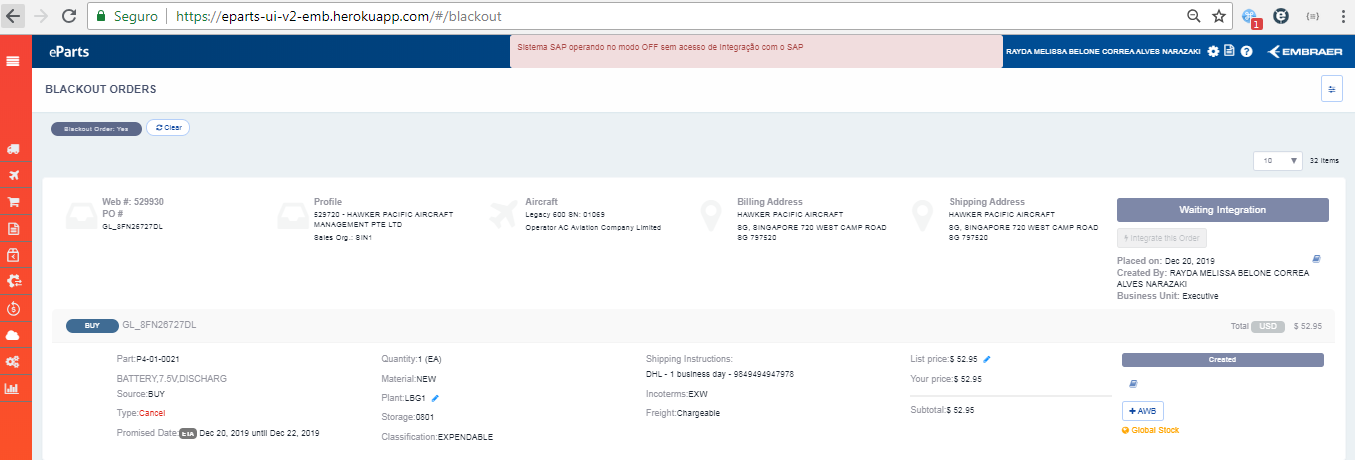 Seguro
https://eparts-ui-v2-emb.herokuapp.com/#/blackout
1
eParts
Sistema SAP operando no modo OFF sem acesso de integração com o SAP
RAYDA MELISSA BELONE CORREA ALVES NARAZAKI
EMBRAER
BLACKOUT ORDERS
Blackout Order: Yes
Clear
10
32 items
Web #: 529930
PO #
GL_8FN26727DL
Profile
529720 - HAWKER PACIFIC AIRCRAFT
MANAGEMENT PTE LTD
Sales Org.: SIN1
Aircraft
Legacy 600 SN: 01069
Operator AC Aviation Company Limited
Billing Address
HAWKER PACIFIC AIRCRAFT
SG, SINGAPORE 720 WEST CAMP ROAD
SG 797520
Shipping Address
HAWKER PACIFIC AIRCRAFT
SG, SINGAPORE 720 WEST CAMP ROAD
SG 797520
Waiting Integration
Integrate this Order
Placed on: Dec 20, 2019
Created By: RAYDA MELISSA BELONE CORREA
ALVES NARAZAKI
Business Unit: Executive
BUY
GL_8FN26727DL
Total USD $ 52.95
Part:P4-01-0021
BATTERY,7.5V,DISCHARG
Source:BUY
Type:Cancel
Promised Date: ETA Dec 20, 2019 until Dec 22, 2019
Quantity:1 (EA)
Material:NEW
Plant:LBG1
Storage:0801
Classification:EXPENDABLE
Shipping Instructions:
DHL - 1 business day - 9849494947978
Incoterms:EXW
Freight:Chargeable
List price:$ 52.95
Your price:$ 52.95
Subtotal:$ 52.95
Created
+ AWB
Global Stock